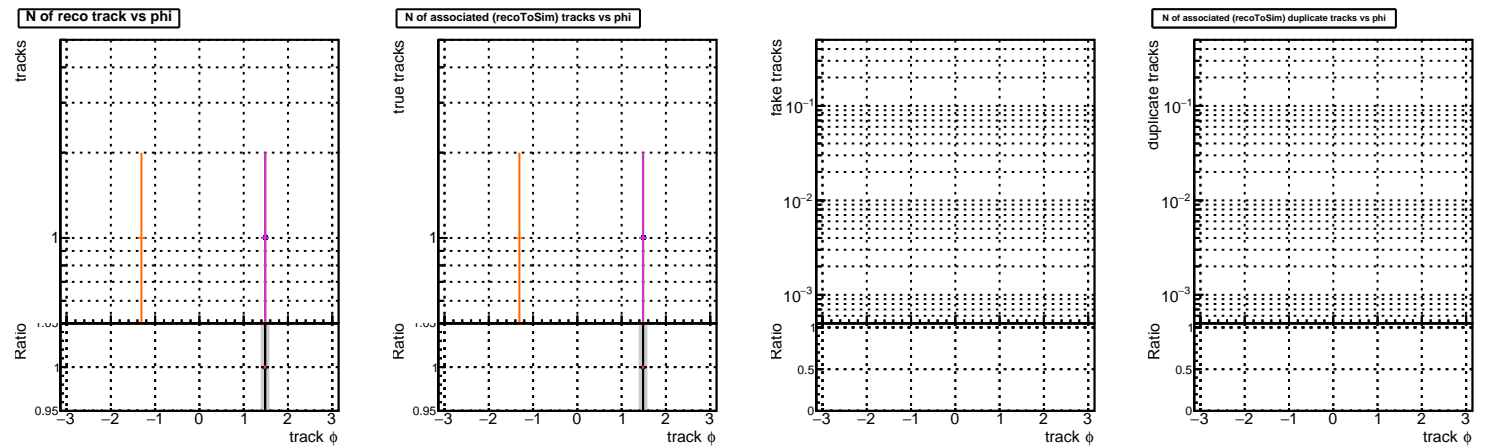 N of reco track vs phi
tracks
1
Ratio
1.05
1
0.95
−3 −2 −1 0 1 2 3
track ϕ
N of associated (recoToSim) tracks vs phi
true tracks
1
Ratio
1.05
1
0.95
−3 −2 −1 0 1 2 3
track ϕ
fake tracks
10−1
10−2
10−3
Ratio
1
0.5
0
−3 −2 −1 0 1 2 3
track ϕ
N of associated (recoToSim) duplicate tracks vs phi
duplicate tracks
10−1
10−2
10−3
Ratio
1
0.5
0
−3 −2 −1 0 1 2 3
track ϕ